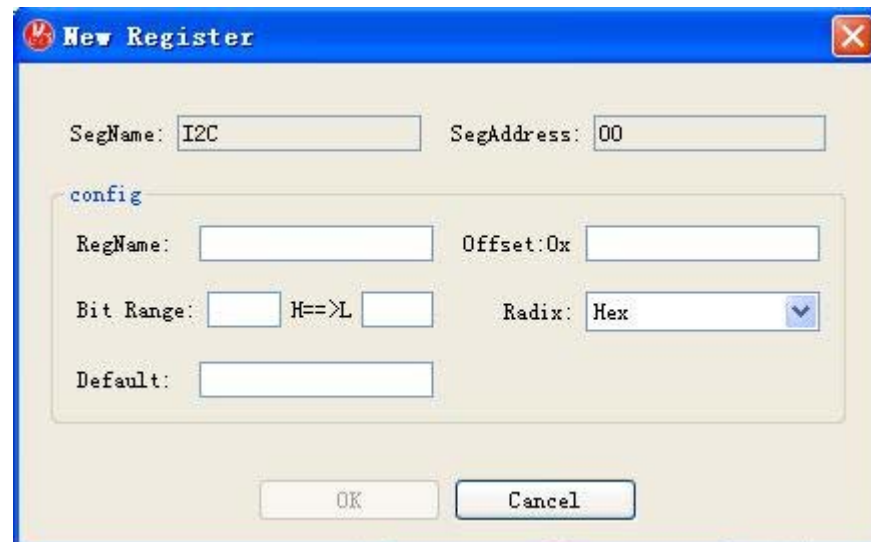 New Register
SegName: I2C SegAddress: 00
config
RegName: Offset:0x
Bit Range: H==>L Radix: Hex
Default:
OK Cancel